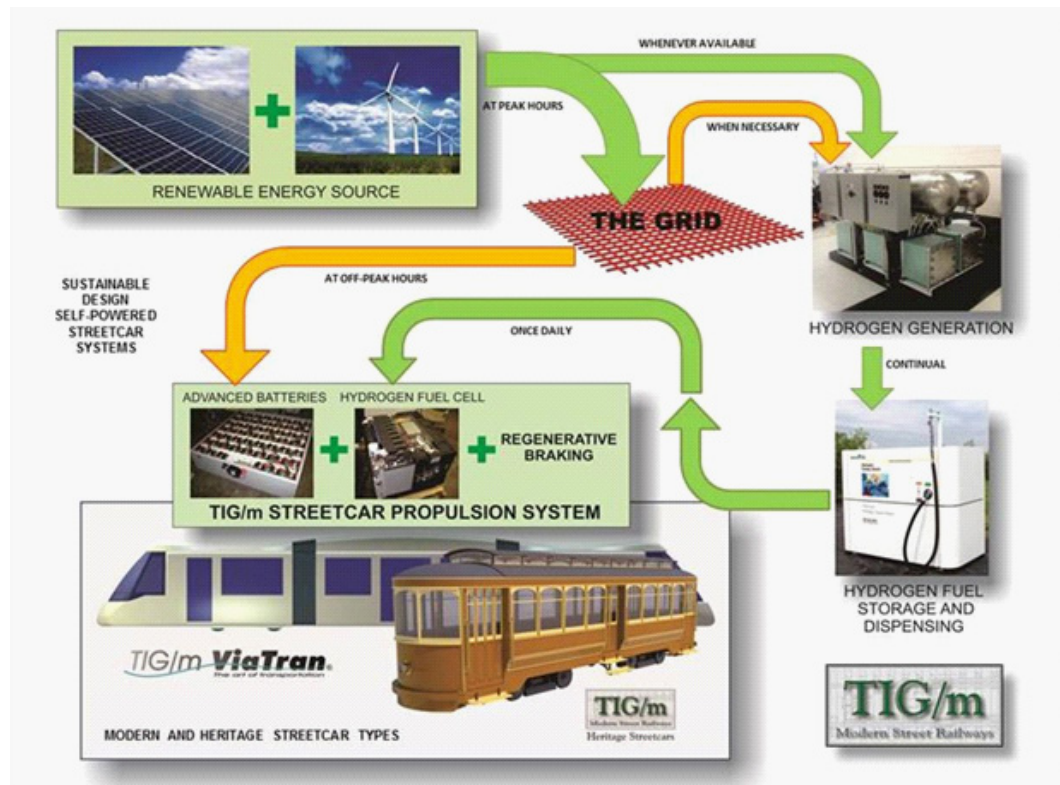 WHENEVER AVAILABLE
AT PEAK HOURS
WHEN NECESSARY
RENEWABLE ENERGY SOURCE
THE GRID
AT OFF-PEAK HOURS
SUSTAINABLE
DESIGN
SELF-POWERED
STREETCAR
SYSTEMS
HYDROGEN GENERATION
ONCE DAILY
CONTINUAL
ADVANCED BATTERIES
HYDROGEN FUEL CELL
REGENERATIVE
BRAKING
TIG/m STREETCAR PROPULSION SYSTEM
HYDROGEN FUEL
STORAGE AND
DISPENSING
TIG/m ViaTran®
The art of transportation
TIG/m
Modern Street Railways
Heritage Streetcars
MODERN AND HERITAGE STREETCAR TYPES
TIG/m
Modern Street Railways